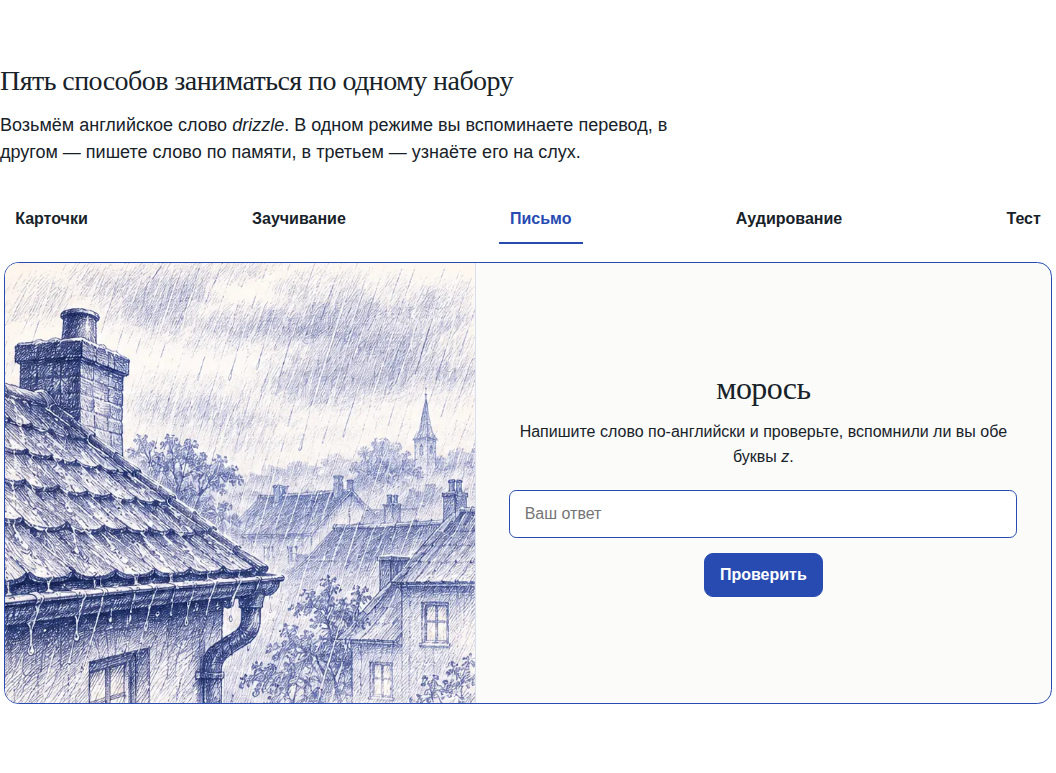 Пять способов заниматься по одному набору
Возьмём английское слово drizzle. В одном режиме вы вспоминаете перевод, в
другом — пишете слово по памяти, в третьем — узнаёте его на слух.
Карточки Заучивание Письмо Аудирование Тест
морось
Напишите слово по-английски и проверьте, вспомнили ли вы обе
буквы z.
Ваш ответ
Проверить